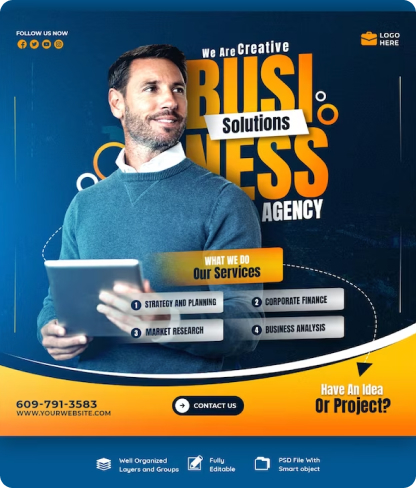 FOLLOW US NOW
LOGO
HERE
We Are Creative
BUSI
Solutions
NESS
AGENCY
WHAT WE DO
Our Services
1 STRATEGY AND PLANNING
2 CORPORATE FINANCE
3 MARKET RESEARCH
4 BUSINESS ANALYSIS
Have An Idea
Or Project?
609-791-3583
WWW.YOURWEBSITE.COM
CONTACT US
Well Organized
Layers and Groups
Fully
Editable
PSD File With
Smart object